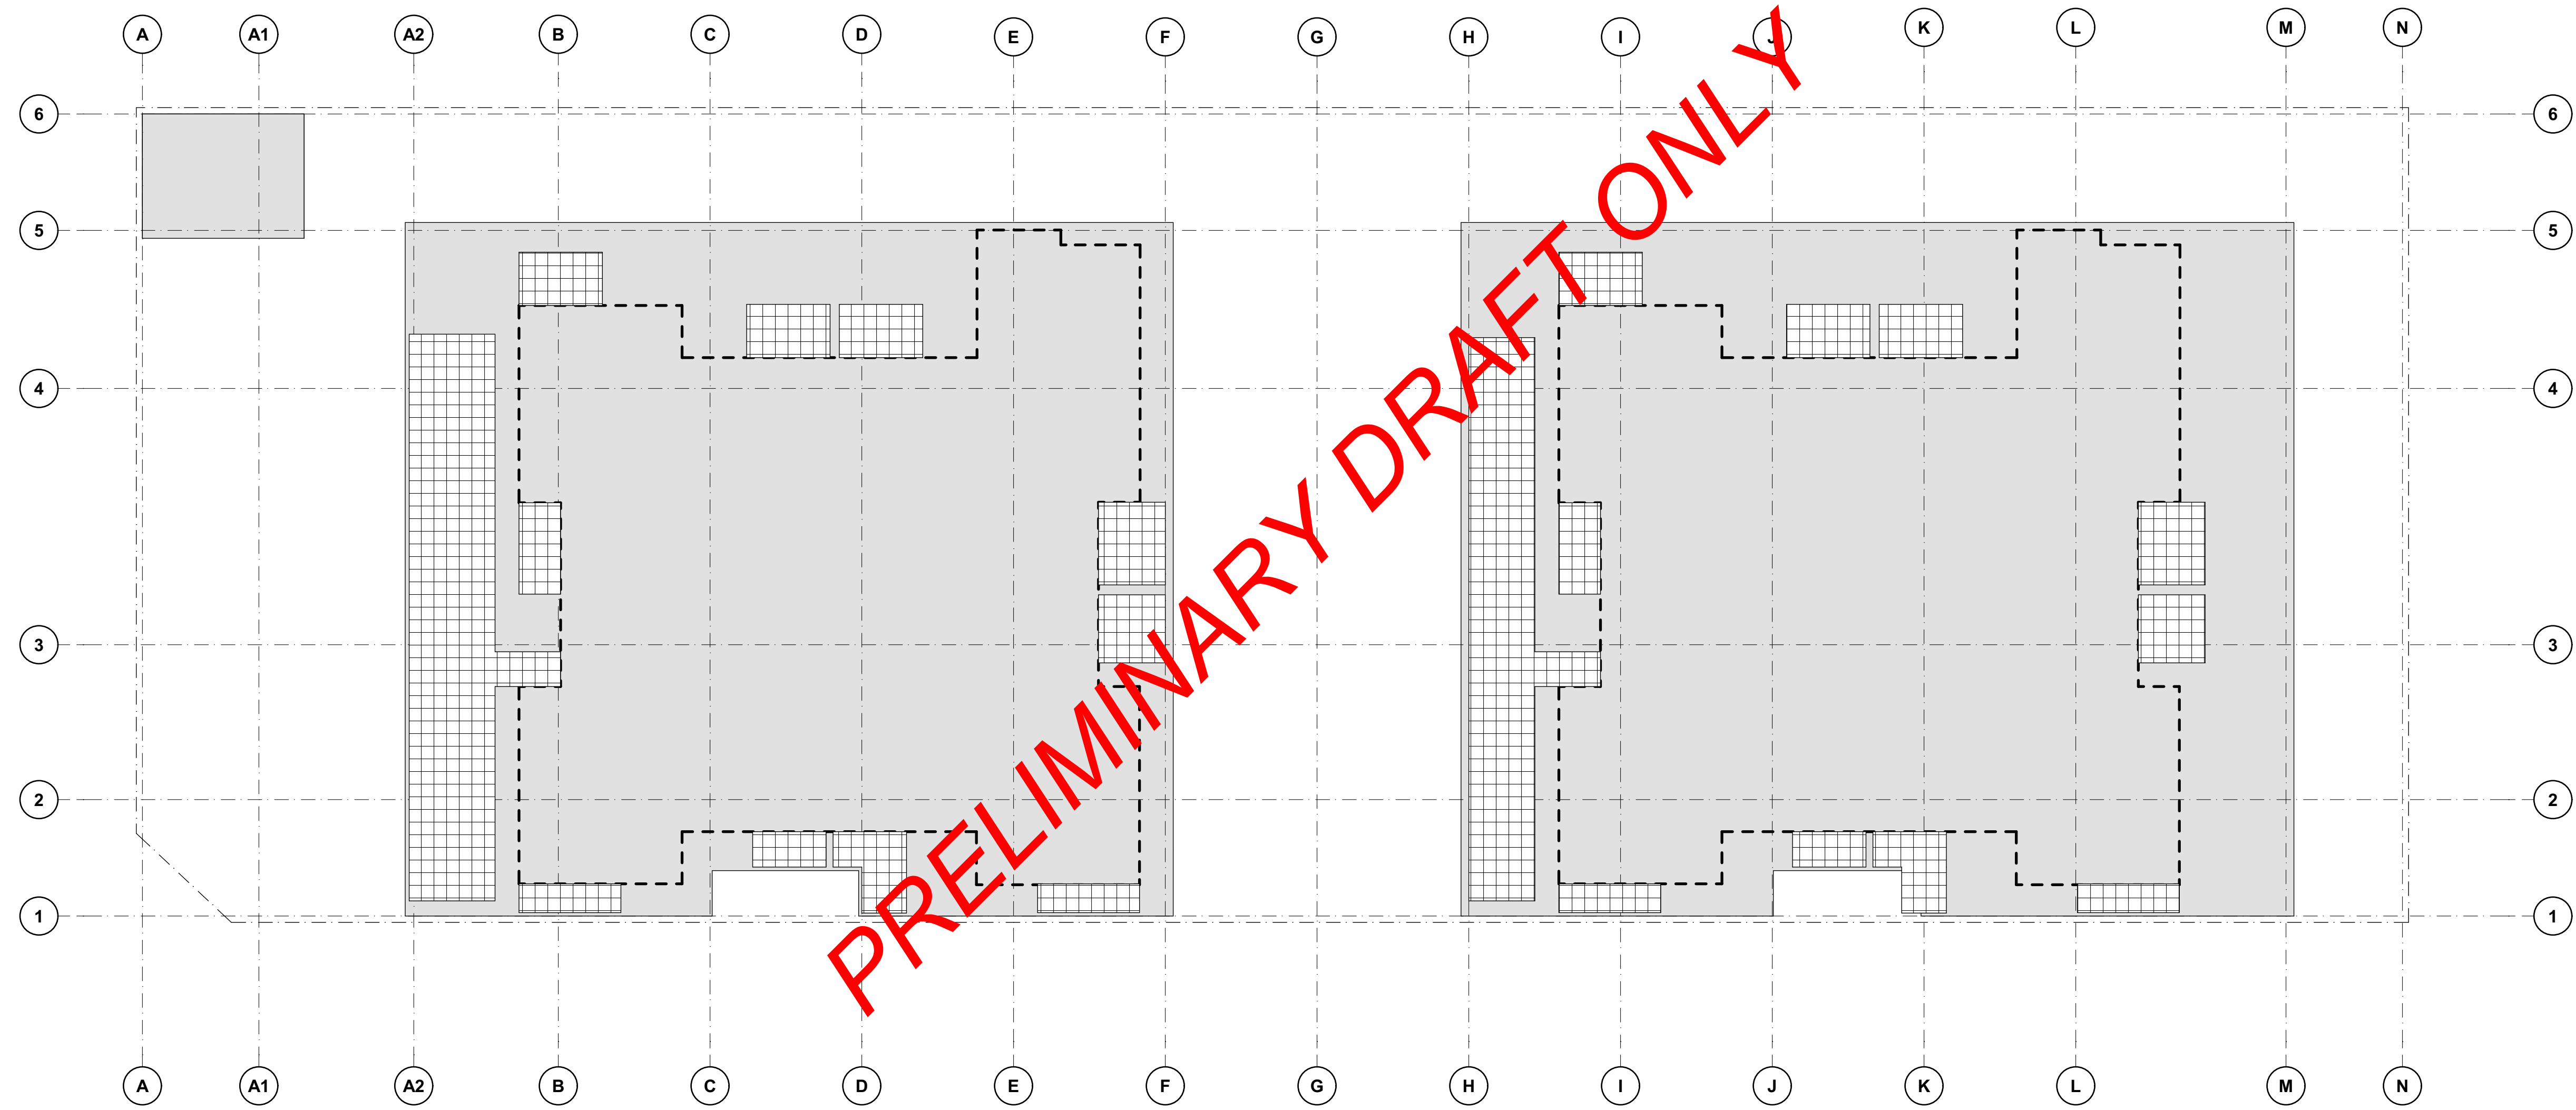 A A1 A2 B C D E F G H I J K L M N
6 6
5 5
4 4
3 3
2 2
1 1
PRELIMINARY DRAFT ONLY
A A1 A2 B C D E F G H I J K L M N